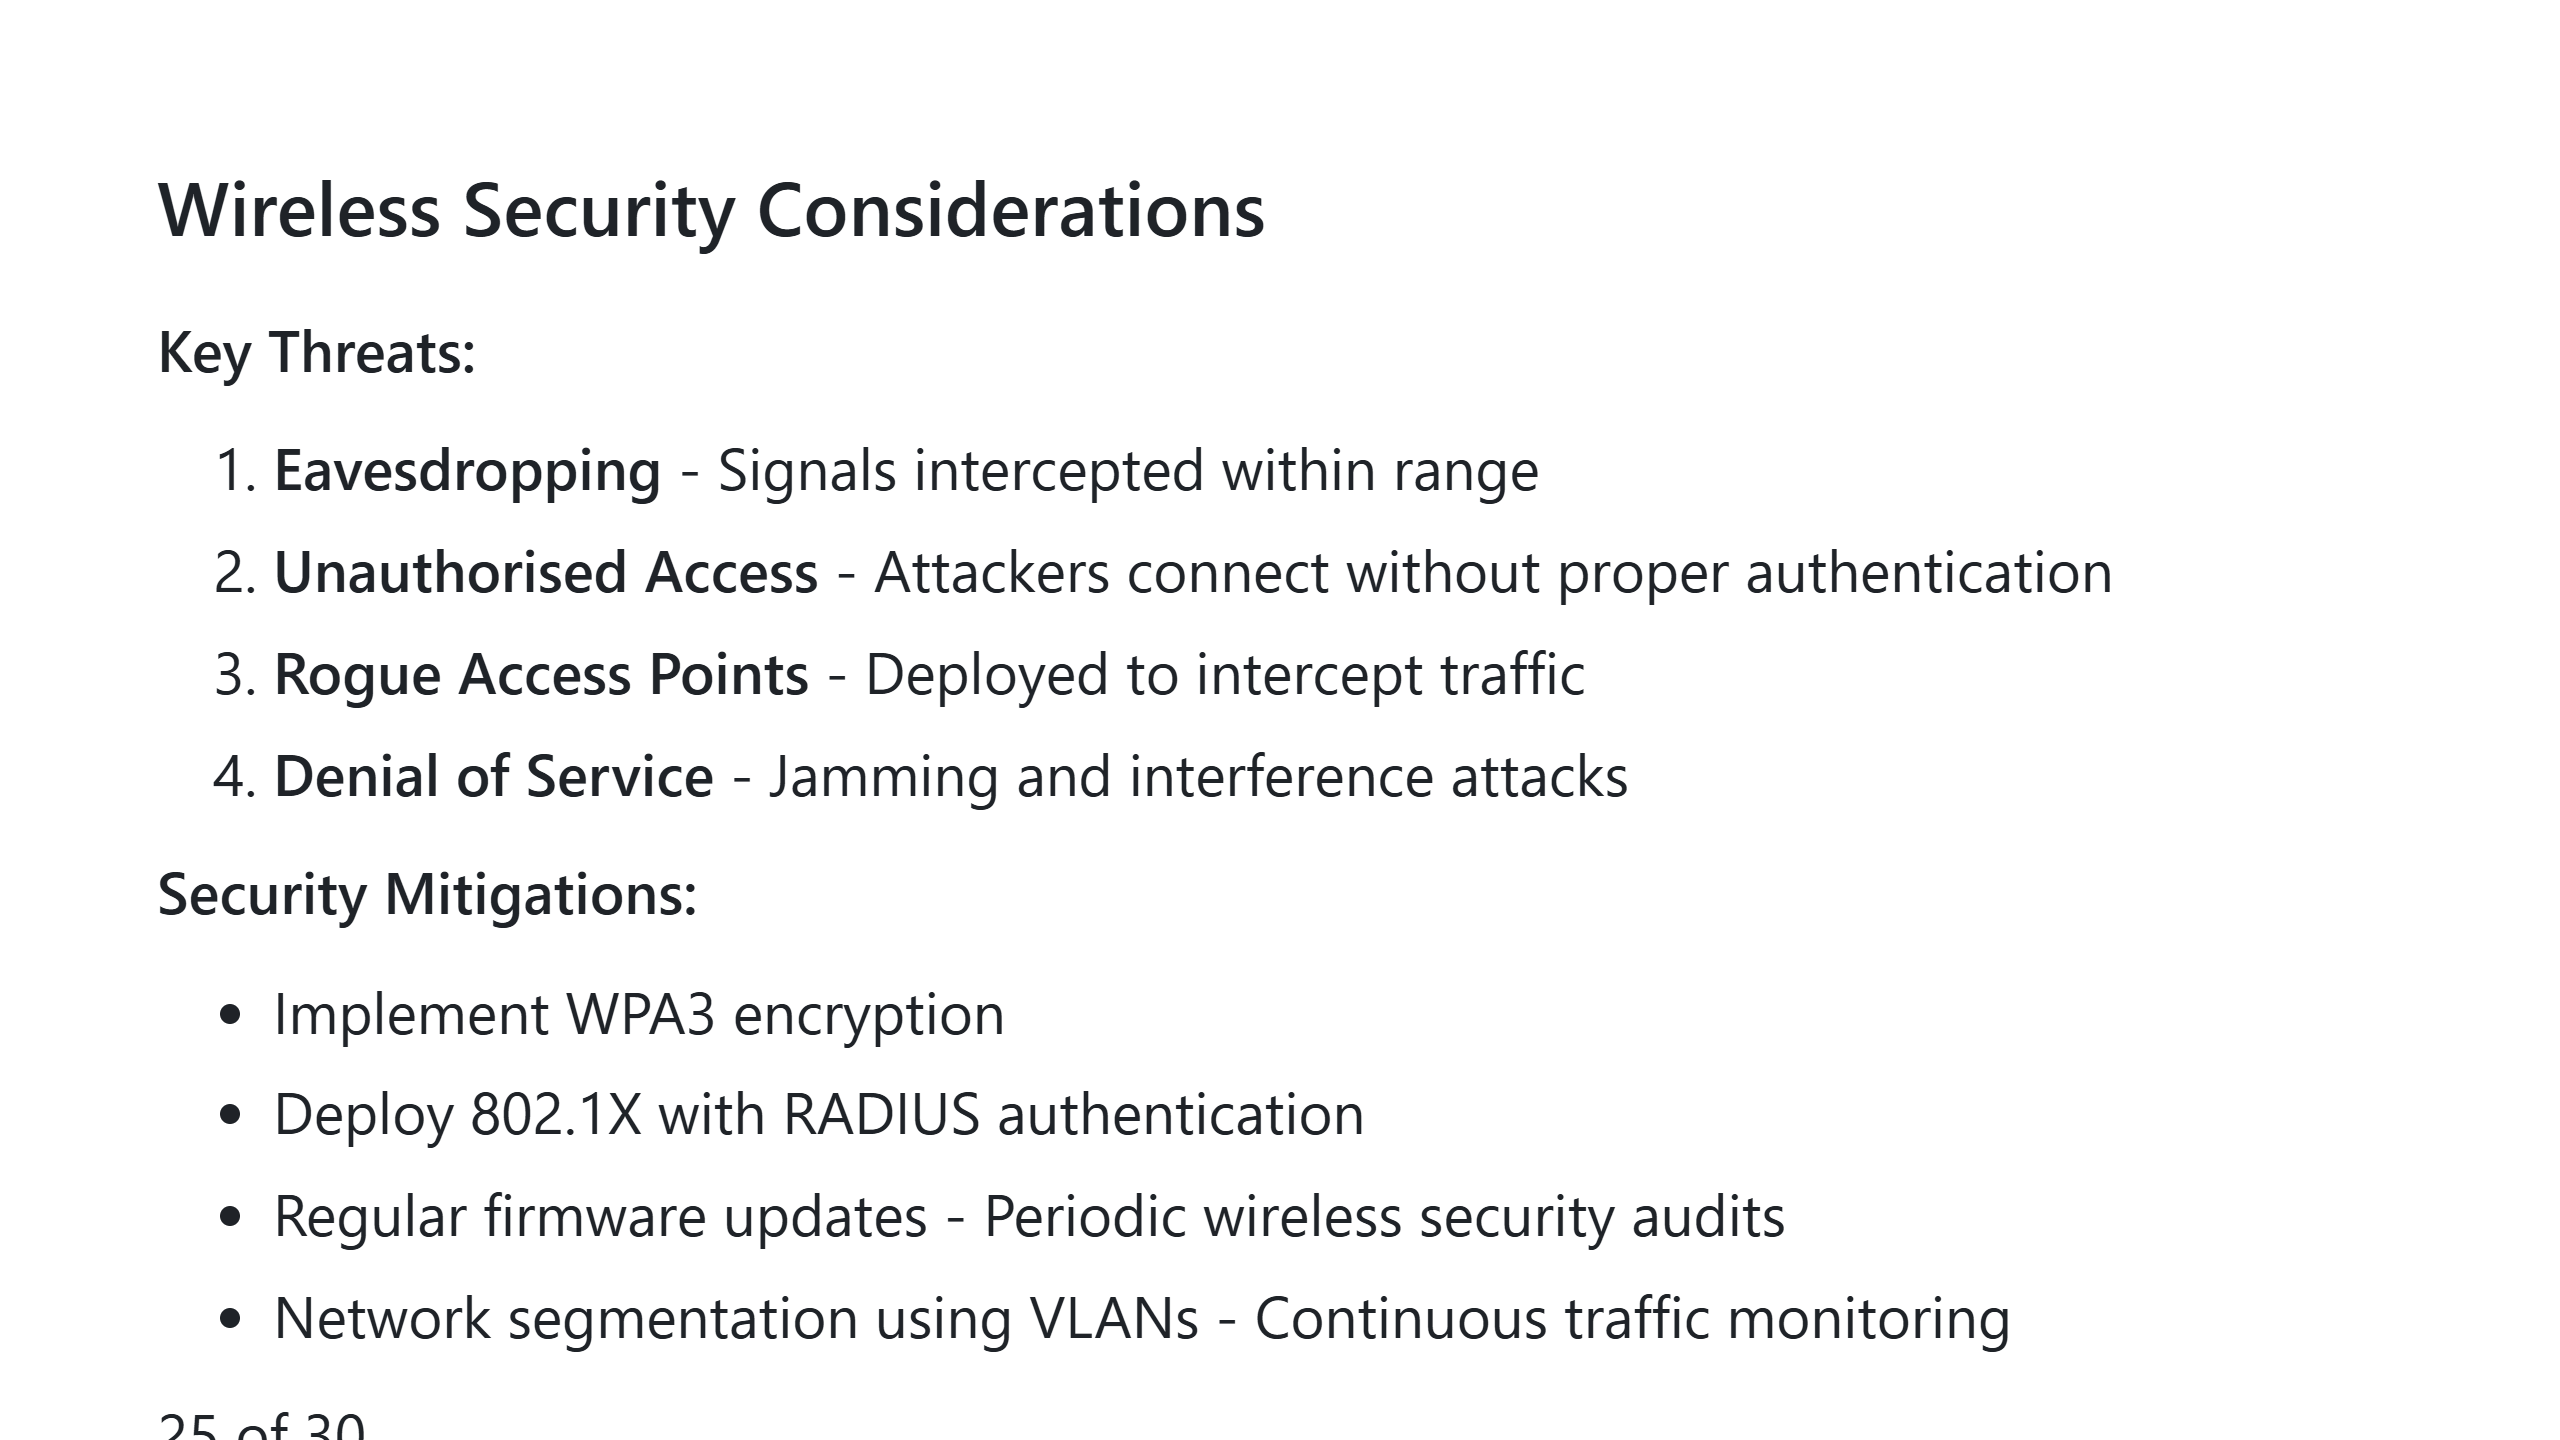 Wireless Security Considerations
Key Threats:
1. Eavesdropping - Signals intercepted within range
2. Unauthorised Access - Attackers connect without proper authentication
3. Rogue Access Points - Deployed to intercept traffic
4. Denial of Service - Jamming and interference attacks
Security Mitigations:
• Implement WPA3 encryption
• Deploy 802.1X with RADIUS authentication
• Regular firmware updates - Periodic wireless security audits
• Network segmentation using VLANs - Continuous traffic monitoring
25 of 30